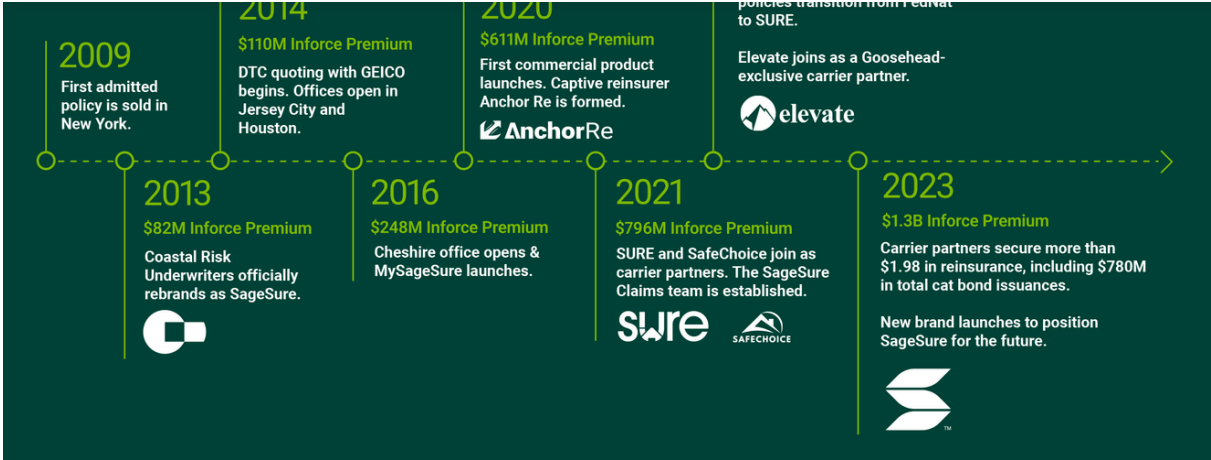 2009
First admitted
policy is sold in
New York.
2014
$110M Inforce Premium
DTC quoting with GEICO
begins. Offices open in
Jersey City and
Houston.
2020
$611M Inforce Premium
First commercial product
launches. Captive reinsurer
Anchor Re is formed.
AnchorRe
policies transition from FedNat
to SURE.
Elevate joins as a Goosehead-
exclusive carrier partner.
elevate
2013
$82M Inforce Premium
Coastal Risk
Underwriters officially
rebrands as SageSure.
2016
$248M Inforce Premium
Cheshire office opens &
MySageSure launches.
2021
$796M Inforce Premium
SURE and SafeChoice join as
carrier partners. The SageSure
Claims team is established.
sure
SAFECHOICE
2023
$1.3B Inforce Premium
Carrier partners secure more than
$1.98 in reinsurance, including $780M
in total cat bond issuances.
New brand launches to position
SageSure for the future.
TM